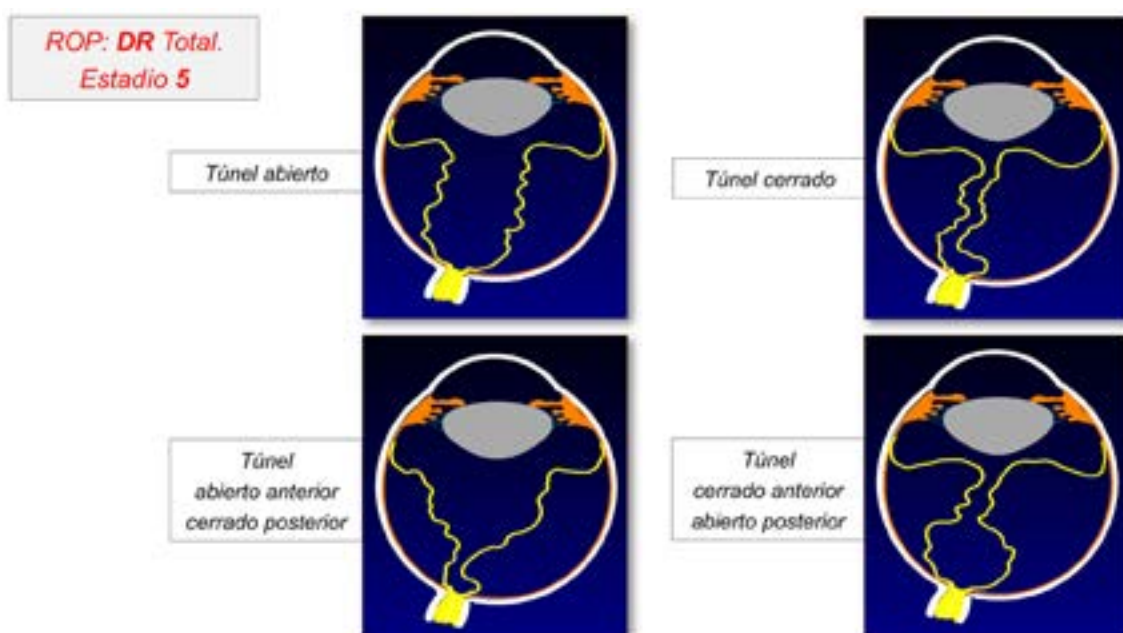 ROP: DR Total.
Estadio 5
Túnel abierto
Túnel cerrado
Túnel
abierto anterior
cerrado posterior
Túnel
cerrado anterior
abierto posterior